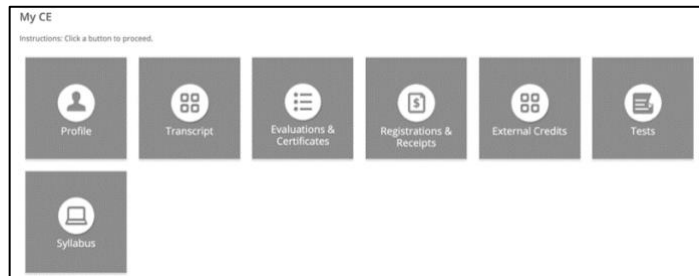 My CE
Instructions: Click a button to proceed.
Profile
Transcript
Evaluations &
Certificates
Registrations &
Receipts
External Credits
Tests
Syllabus